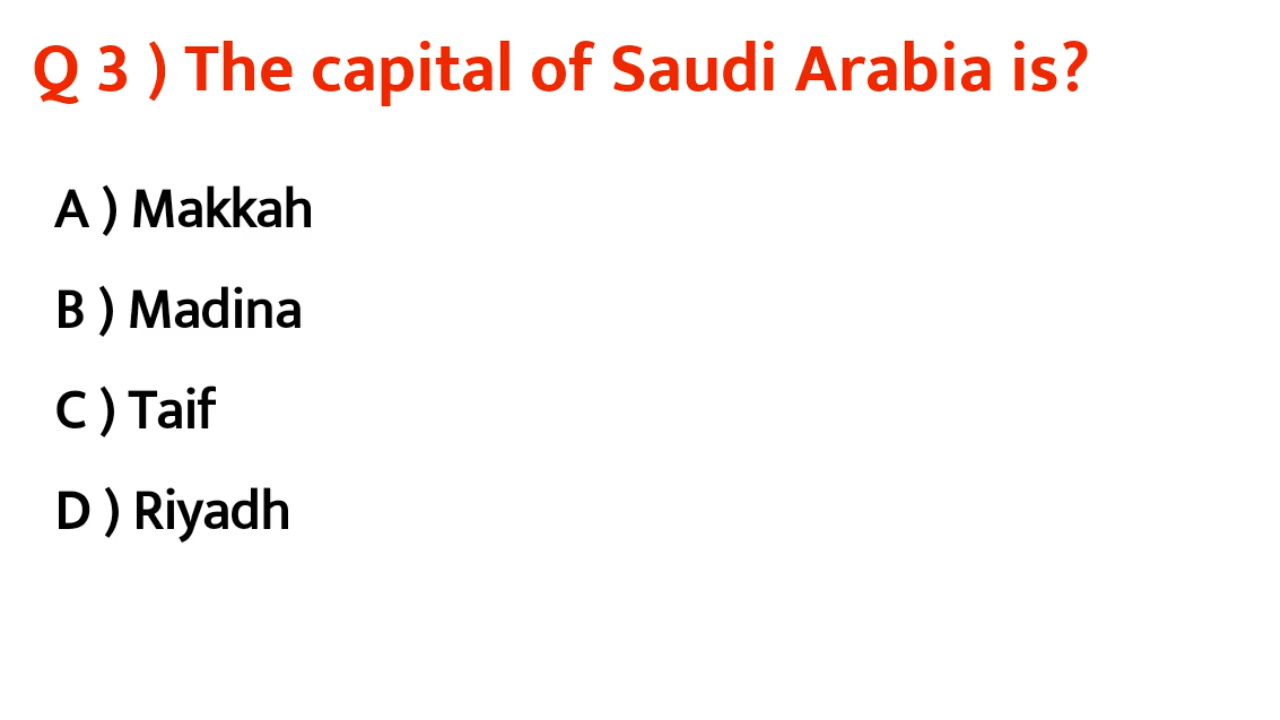 Q 3 ) The capital of Saudi Arabia is?
A ) Makkah
B ) Madina
C ) Taif
D ) Riyadh